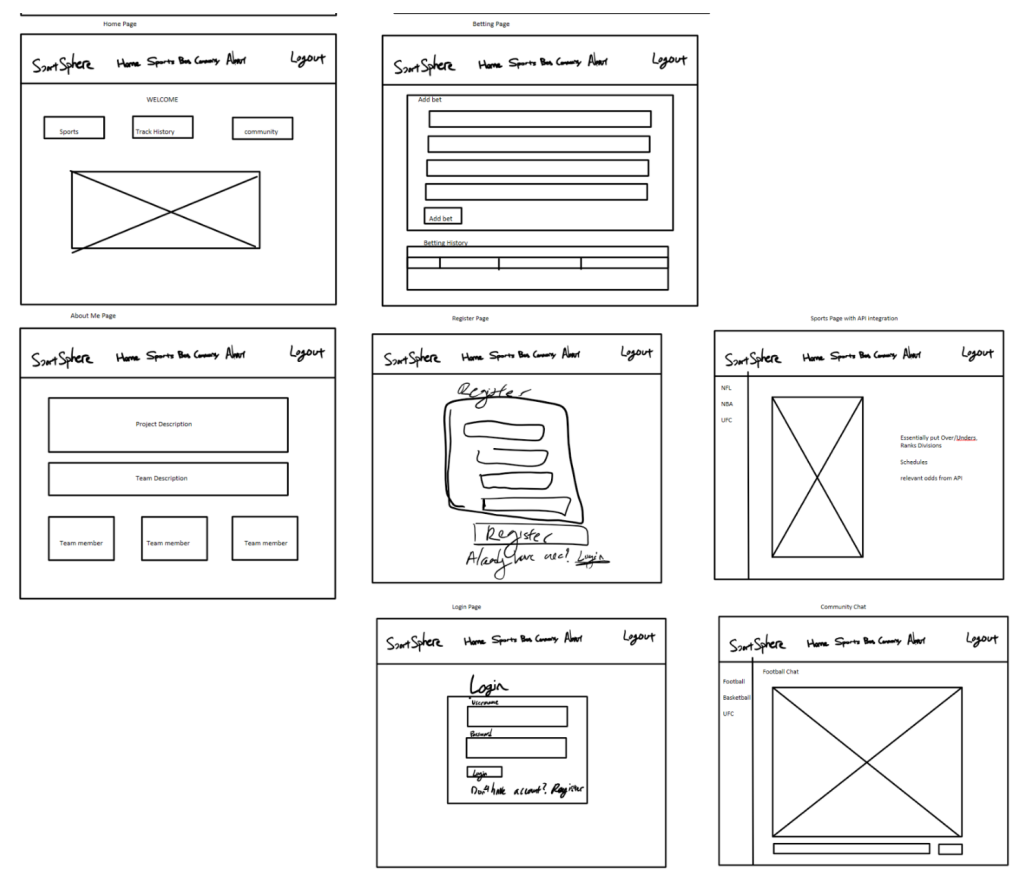 Home Page
SportSphere Home Sports Bets Community About Logout
WELCOME
Sports Track History community
Betting Page
SportSphere Home Sports Bets Community About Logout
Add bet
Add bet
Betting History
About Me Page
SportSphere Home Sports Bets Community About Logout
Project Description
Team Description
Team member Team member Team member
Register Page
SportSphere Home Sports Bets Community About Logout
Register
Register
Already have acc? Login
Sports Page with API integration
SportSphere Home Sports Bets Community About Logout
NFL
NBA
UFC
Essentially put Over/Unders,
Ranks Divisions
Schedules
relevant odds from API
Login Page
SportSphere Home Sports Bets Community About Logout
Login
Username
Password
Login
Don't have account? Register
Community Chat
SportSphere Home Sports Bets Community About Logout
Football
Basketball
UFC
Football Chat